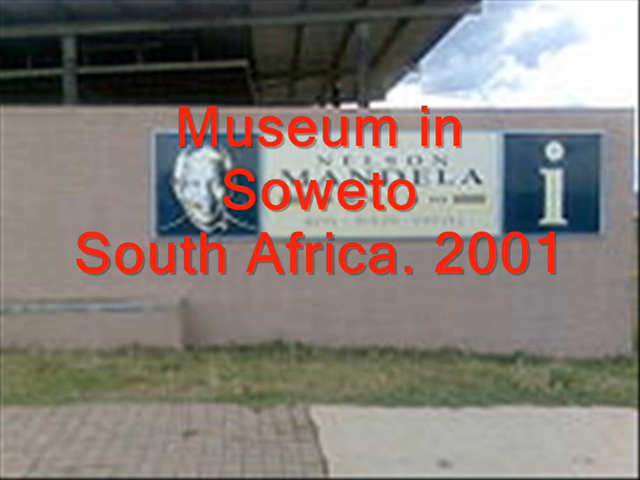 Museum in
NELSON
MANDELA
i
Soweto
South Africa. 2001